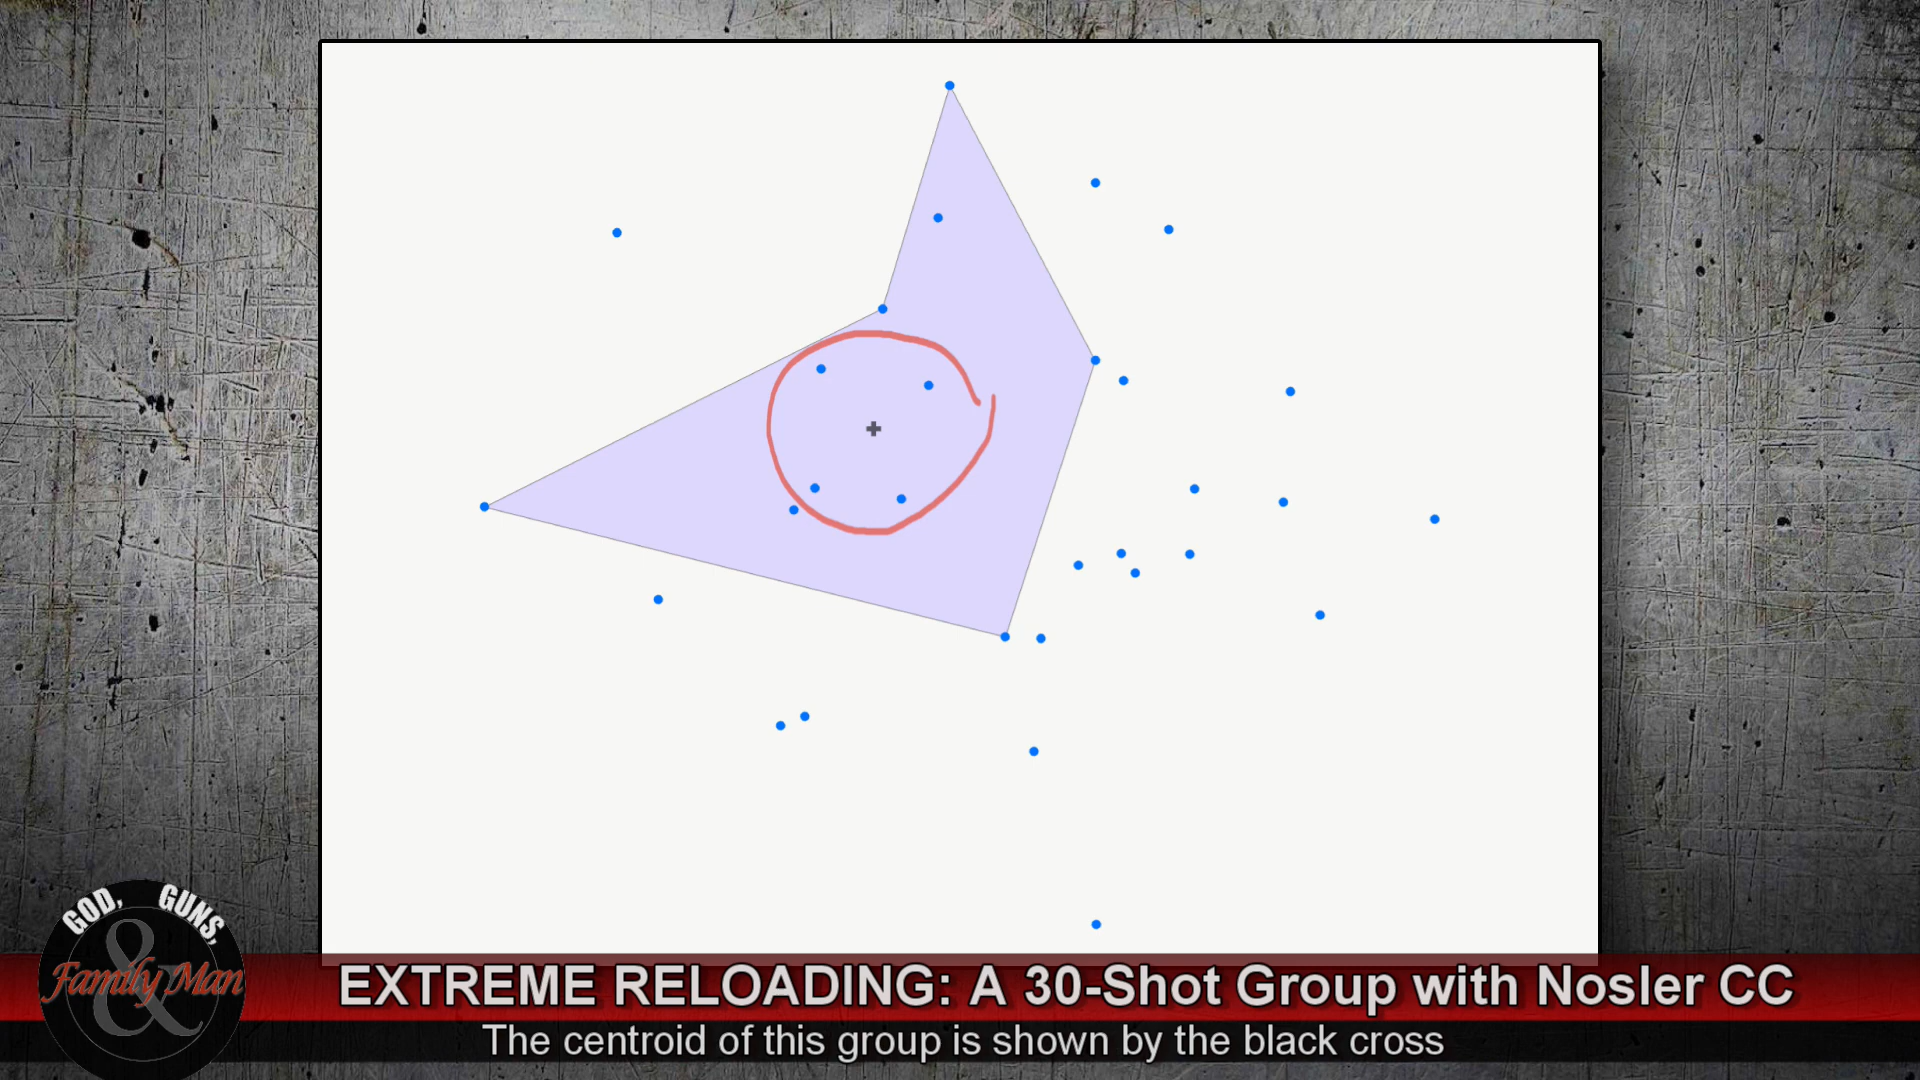 GOD, GUNS,
&
Family Man
EXTREME RELOADING: A 30-Shot Group with Nosler CC
The centroid of this group is shown by the black cross